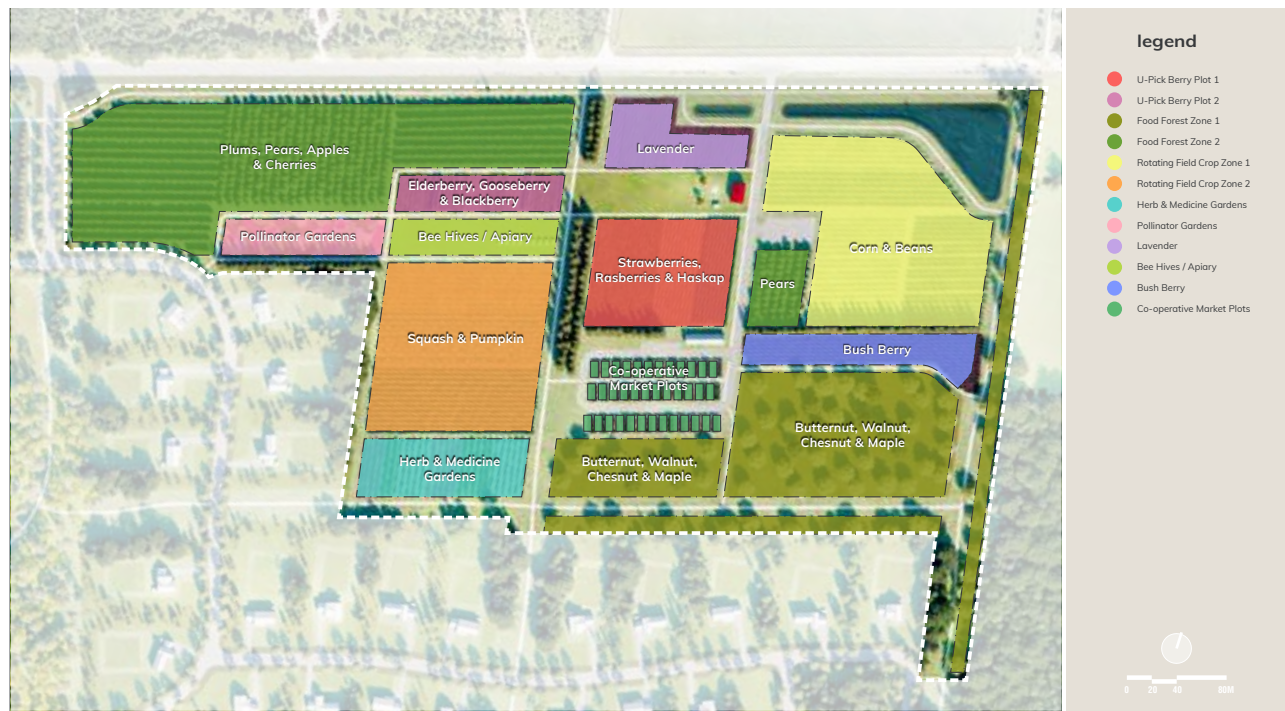 legend
U-Pick Berry Plot 1
U-Pick Berry Plot 2
Food Forest Zone 1
Food Forest Zone 2
Rotating Field Crop Zone 1
Rotating Field Crop Zone 2
Herb & Medicine Gardens
Pollinator Gardens
Lavender
Bee Hives / Apiary
Bush Berry
Co-operative Market Plots
Plums, Pears, Apples
& Cherries
Lavender
Elderberry, Gooseberry
& Blackberry
Pollinator Gardens
Bee Hives / Apiary
Corn & Beans
Strawberries,
Rasberries & Haskap
Pears
Squash & Pumpkin
Bush Berry
Co-operative
Market Plots
Butternut, Walnut,
Chesnut & Maple
Herb & Medicine
Gardens
Butternut, Walnut,
Chesnut & Maple
0 20 40 80M